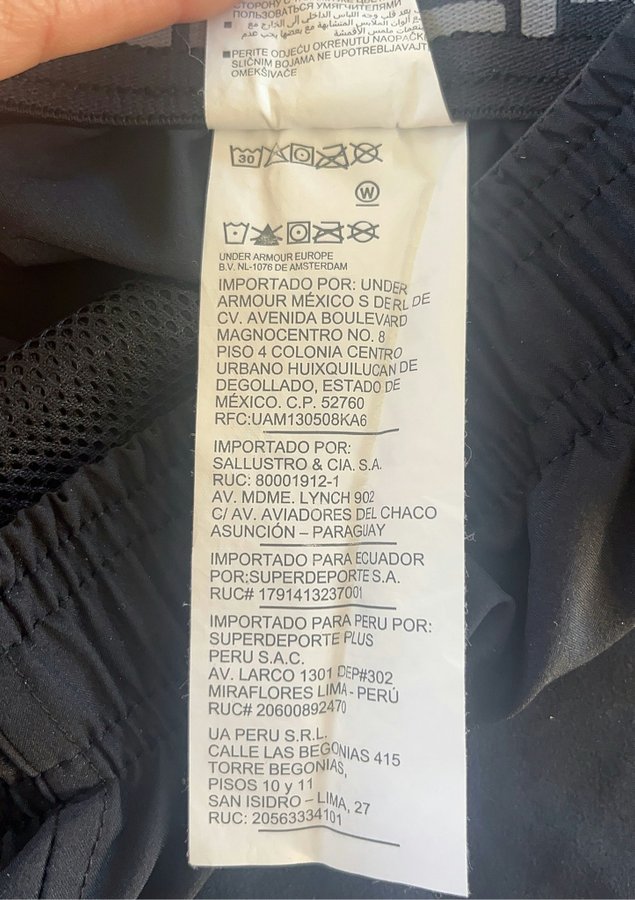 ПОЛЬЗОВАТЬСЯ УМЯГЧИТЕЛЯМИ
PERITE ODJEĆU OKRENUTU NAOPAČKE
SLIČNIM BOJAMA NE UPOTREBLJAVAJT
OMEKŠIVAČE
30
W
UNDER ARMOUR EUROPE
B.V. NL-1076 DE AMSTERDAM
IMPORTADO POR: UNDER
ARMOUR MÉXICO S DE RL DE
CV. AVENIDA BOULEVARD
MAGNOCENTRO NO. 8
PISO 4 COLONIA CENTRO
URBANO HUIXQUILUCAN DE
DEGOLLADO, ESTADO DE
MÉXICO. C.P. 52760
RFC:UAM130508KA6
IMPORTADO POR:
SALLUSTRO & CIA. S.A.
RUC: 80001912-1
AV. MDME. LYNCH 902
C/ AV. AVIADORES DEL CHACO
ASUNCIÓN – PARAGUAY
IMPORTADO PARA ECUADOR
POR:SUPERDEPORTE S.A.
RUC# 1791413237001
IMPORTADO PARA PERU POR:
SUPERDEPORTE PLUS
PERU S.A.C.
AV. LARCO 1301 DEP#302
MIRAFLORES LIMA - PERÚ
RUC# 20600892470
UA PERU S.R.L.
CALLE LAS BEGONIAS 415
TORRE BEGONIAS,
PISOS 10 y 11
SAN ISIDRO – LIMA, 27
RUC: 20563334101